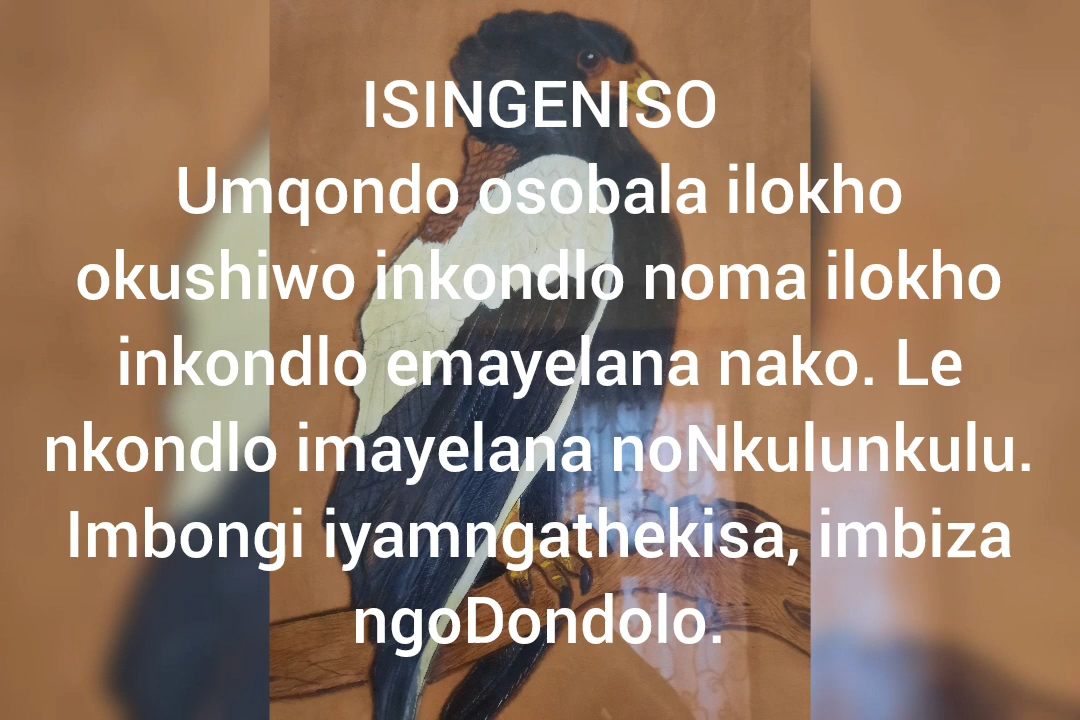 ISINGENISO
Umqondo osobala ilokho
okushiwo inkondlo noma ilokho
inkondlo emayelana nako. Le
nkondlo imayelana noNkulunkulu.
Imbongi iyamngathekisa, imbiza
ngoDondolo.